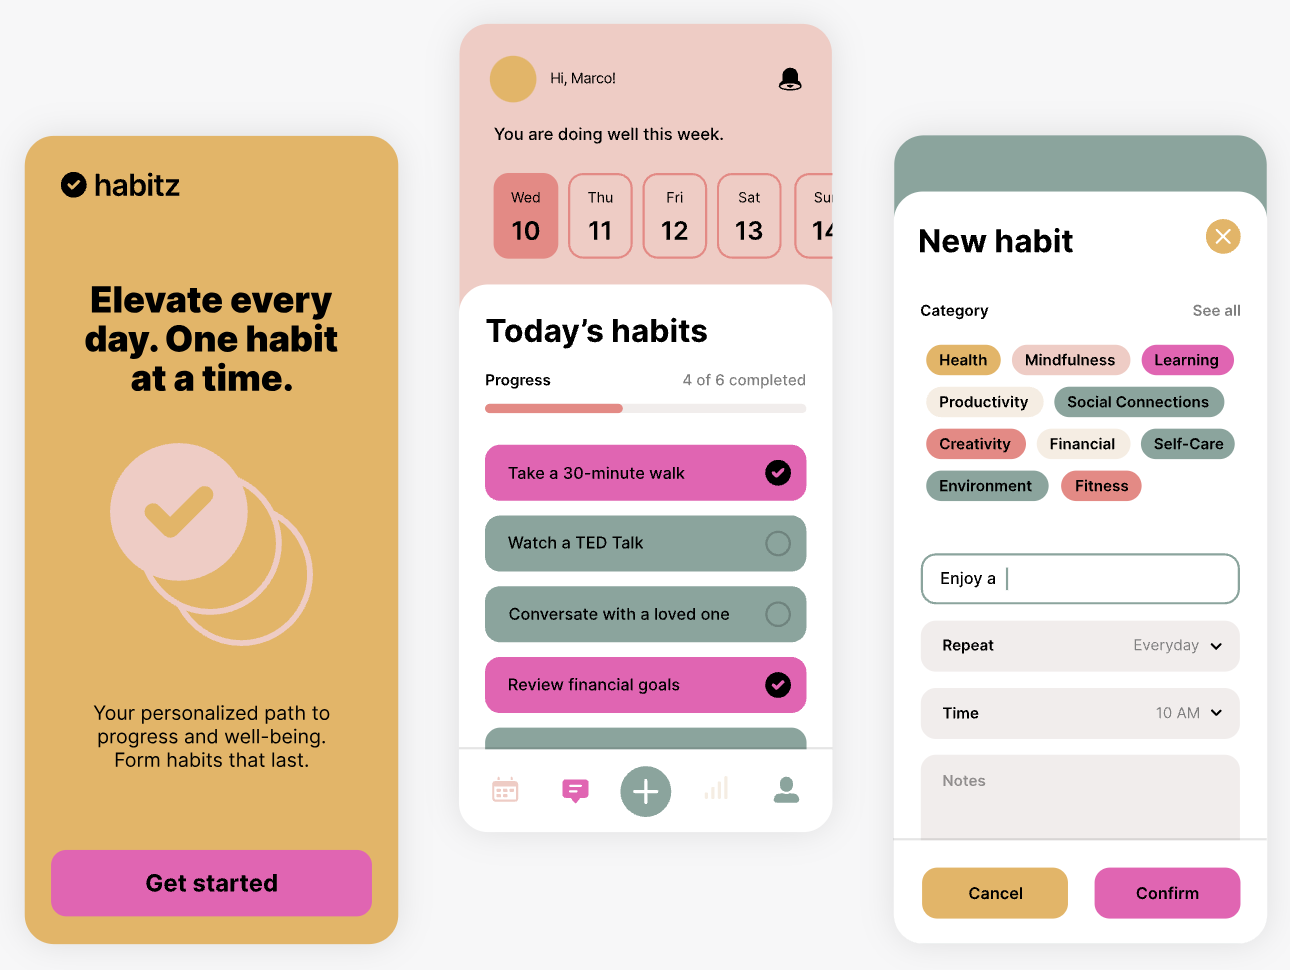 habitz
Elevate every
day. One habit
at a time.
Your personalized path to
progress and well-being.
Form habits that last.
Get started
Hi, Marco!
You are doing well this week.
Wed Thu Fri Sat Sun
10 11 12 13 14
Today’s habits
Progress 4 of 6 completed
Take a 30-minute walk
Watch a TED Talk
Conversate with a loved one
Review financial goals
New habit
Category See all
Health Mindfulness Learning
Productivity Social Connections
Creativity Financial Self-Care
Environment Fitness
Enjoy a
Repeat Everyday
Time 10 AM
Notes
Cancel Confirm